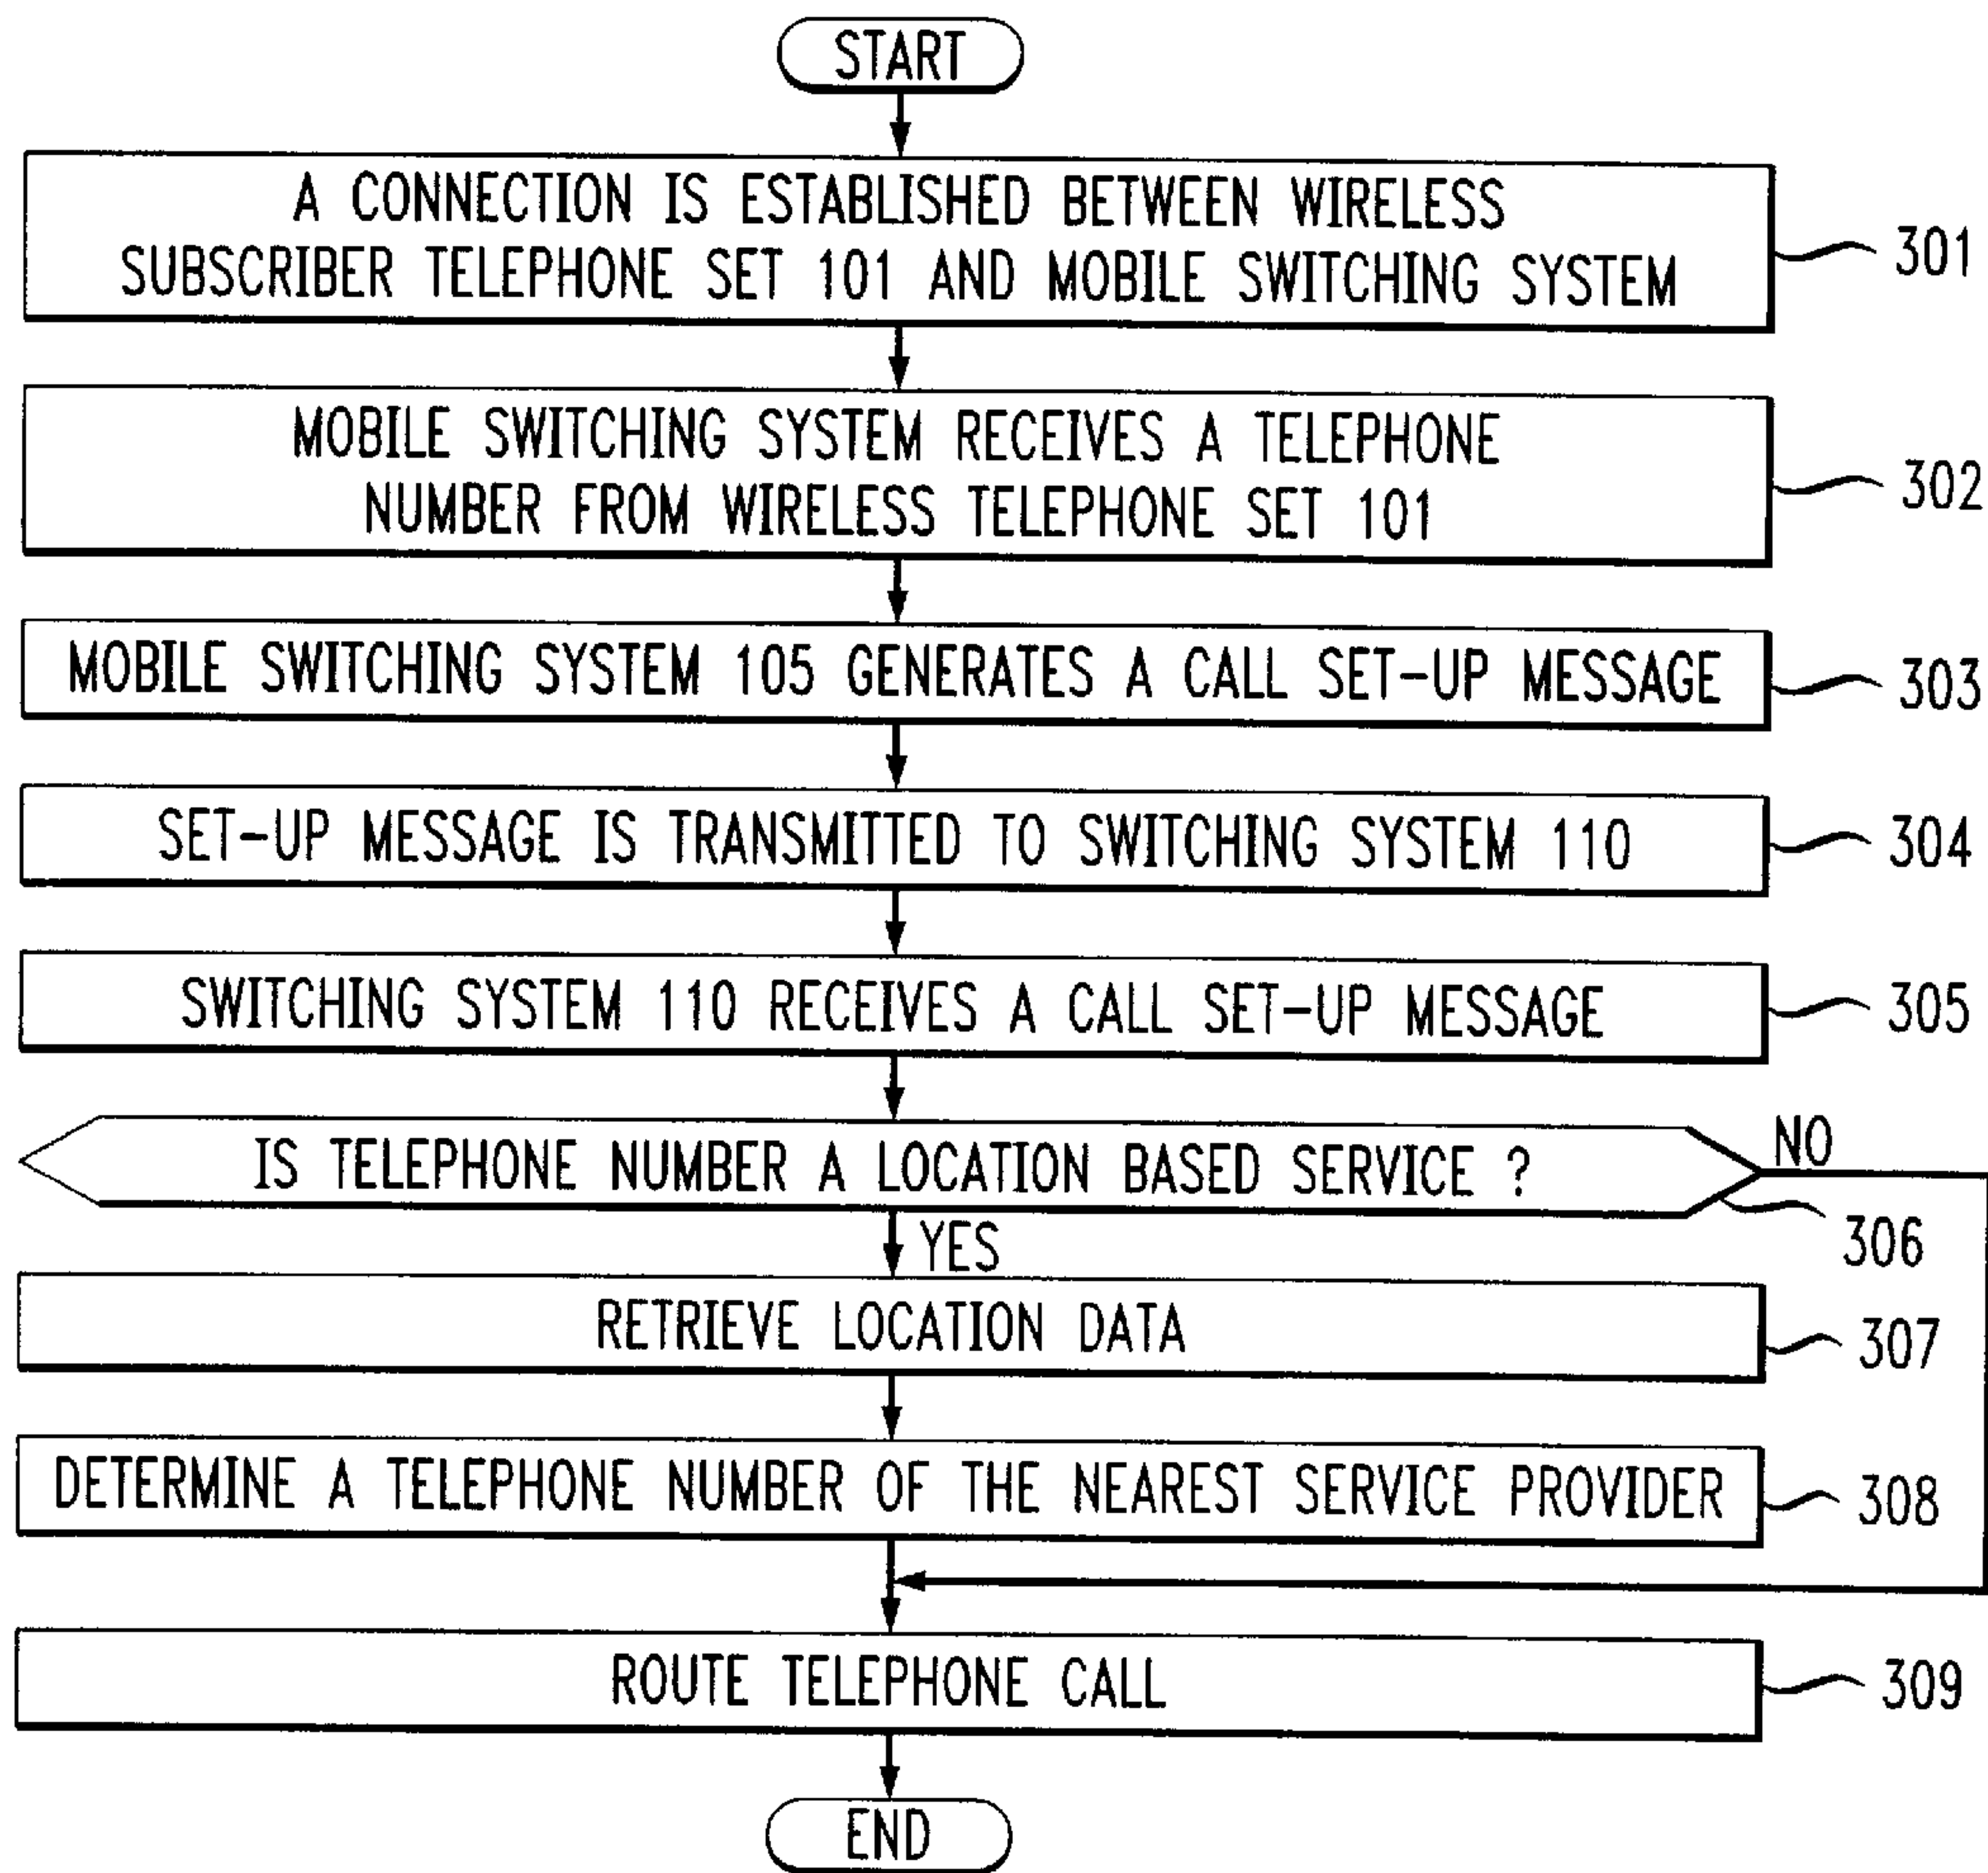 START
A CONNECTION IS ESTABLISHED BETWEEN WIRELESS
SUBSCRIBER TELEPHONE SET 101 AND MOBILE SWITCHING SYSTEM
301
MOBILE SWITCHING SYSTEM RECEIVES A TELEPHONE
NUMBER FROM WIRELESS TELEPHONE SET 101
302
MOBILE SWITCHING SYSTEM 105 GENERATES A CALL SET-UP MESSAGE
303
SET-UP MESSAGE IS TRANSMITTED TO SWITCHING SYSTEM 110
304
SWITCHING SYSTEM 110 RECEIVES A CALL SET-UP MESSAGE
305
IS TELEPHONE NUMBER A LOCATION BASED SERVICE ?
NO
306
YES
RETRIEVE LOCATION DATA
307
DETERMINE A TELEPHONE NUMBER OF THE NEAREST SERVICE PROVIDER
308
ROUTE TELEPHONE CALL
309
END